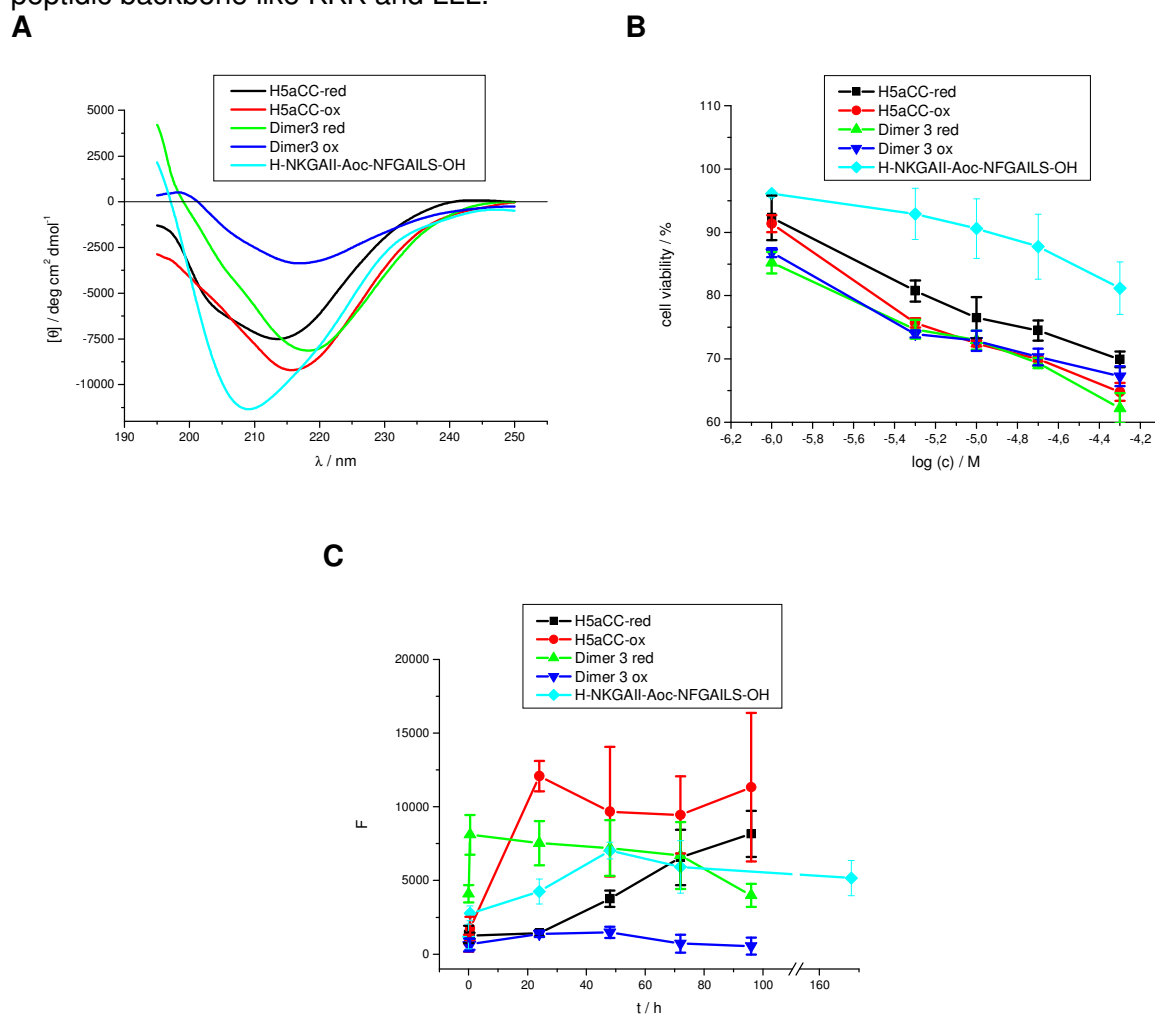 peptidic backbone like KKK and LLL.
A
H5aCC-red
H5aCC-ox
Dimer3 red
Dimer3 ox
H-NKGAII-Aoc-NFGAILS-OH
5000
2500
0
-2500
-5000
-7500
-10000
190 200 210 220 230 240 250
[θ] / deg cm² dmol⁻¹
λ / nm
B
H5aCC-red
H5aCC-ox
Dimer 3 red
Dimer 3 ox
H-NKGAII-Aoc-NFGAILS-OH
110
100
90
80
70
60
-6,2 -6,0 -5,8 -5,6 -5,4 -5,2 -5,0 -4,8 -4,6 -4,4 -4,2
cell viability / %
log (c) / M
C
H5aCC-red
H5aCC-ox
Dimer 3 red
Dimer 3 ox
H-NKGAII-Aoc-NFGAILS-OH
20000
15000
10000
5000
0
0 20 40 60 80 100 160
F
t / h